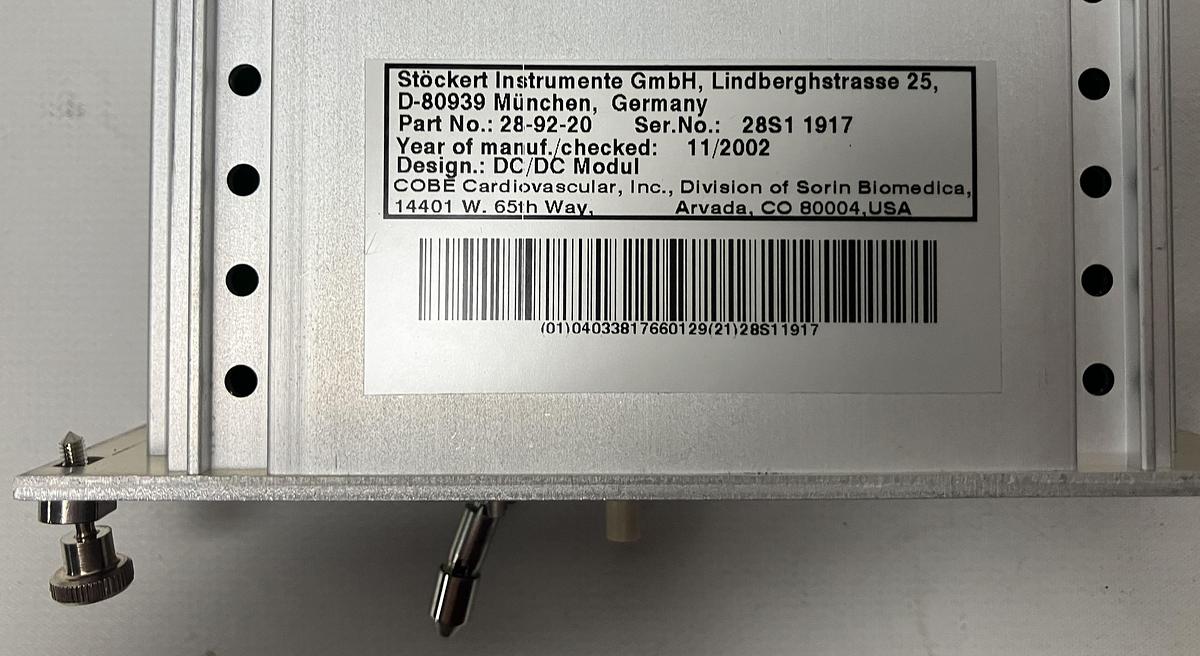 Stöckert Instrumente GmbH, Lindberghstrasse 25,
D-80939 München, Germany
Part No.: 28-92-20 Ser.No.: 28S1 1917
Year of manuf./checked: 11/2002
Design.: DC/DC Modul
COBE Cardiovascular, Inc., Division of Sorin Biomedica,
14401 W. 65th Way, Arvada, CO 80004,USA
(01)04033817660129(21)28S11917